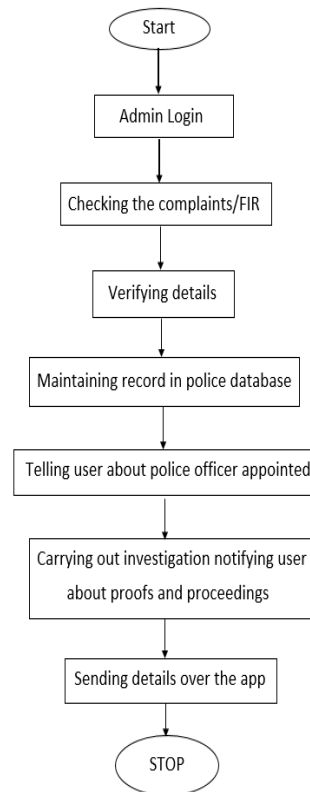 Start
Admin Login
Checking the complaints/FIR
Verifying details
Maintaining record in police database
Telling user about police officer appointed
Carrying out investigation notifying user
about proofs and proceedings
Sending details over the app
STOP